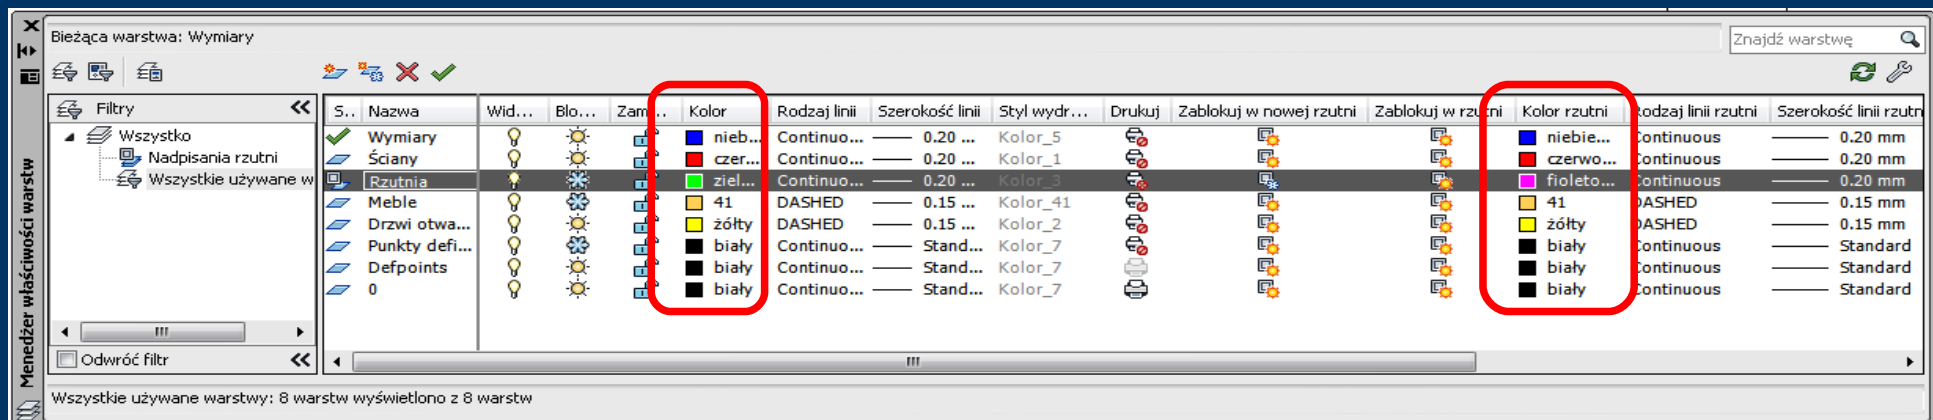 Bieżąca warstwa: Wymiary
Znajdź warstwę
Filtry
Wszystko
Nadpisania rzutni
Wszystkie używane w
S.. Nazwa Wid... Blo... Zam... Kolor Rodzaj linii Szerokość linii Styl wydr... Drukuj Zablokuj w nowej rzutni Zablokuj w rzutni Kolor rzutni Rodzaj linii rzutni Szerokość linii rzutn
Wymiary nieb... Continuo... 0.20 ... Kolor_5 niebie... Continuous 0.20 mm
Ściany czer... Continuo... 0.20 ... Kolor_1 czerwo... Continuous 0.20 mm
Rzutnia ziel... Continuo... 0.20 ... Kolor_3 fioleto... Continuous 0.20 mm
Meble 41 DASHED 0.15 ... Kolor_41 41 DASHED 0.15 mm
Drzwi otwa... żółty DASHED 0.15 ... Kolor_2 żółty DASHED 0.15 mm
Punkty defi... biały Continuo... Stand... Kolor_7 biały Continuous Standard
Defpoints biały Continuo... Stand... Kolor_7 biały Continuous Standard
0 biały Continuo... Stand... Kolor_7 biały Continuous Standard
Odwróć filtr
Wszystkie używane warstwy: 8 warstw wyświetlono z 8 warstw
Menedżer właściwości warstw